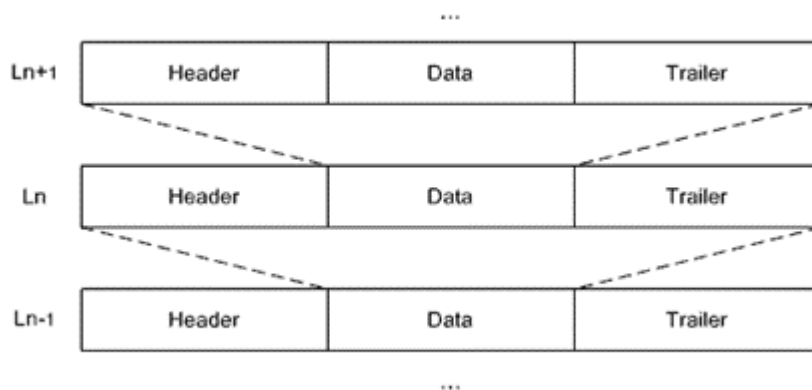 ...
Ln+1 Header Data Trailer
Ln Header Data Trailer
Ln-1 Header Data Trailer
...